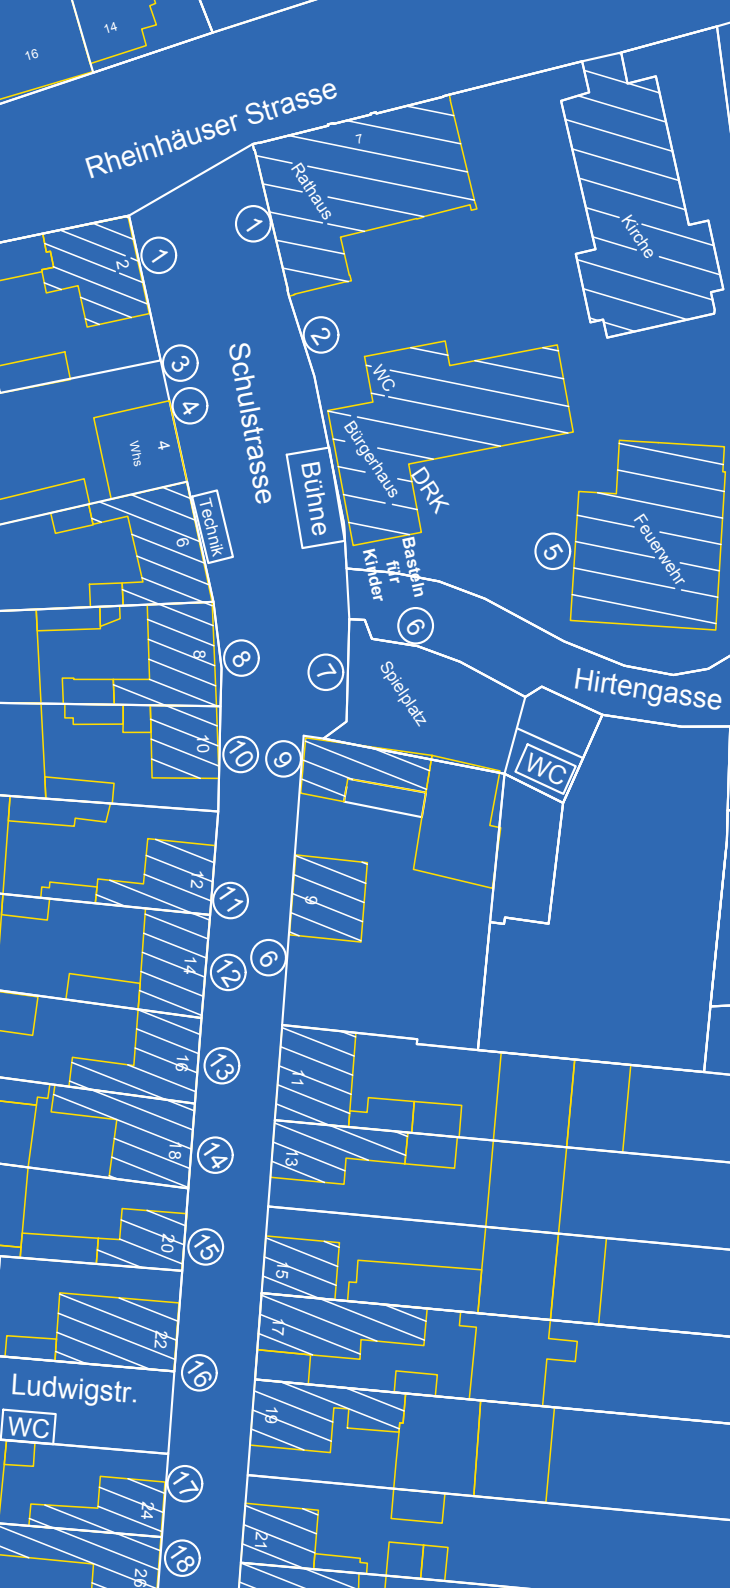 16
14
Rheinhäuser Strasse
7
Rathaus
Kirche
1
1
2
2
3
4
4
Whs
Schulstrasse
WC
Bürgerhaus
DRK
Bühne
Technik
6
5
Feuerwehr
Basteln
für
Kinder
6
8
8
7
Spielplatz
Hirtengasse
10
10
9
WC
12
11
9
14
12
6
16
13
11
18
14
13
20
15
15
22
17
16
Ludwigstr.
WC
19
17
24
21
18
26